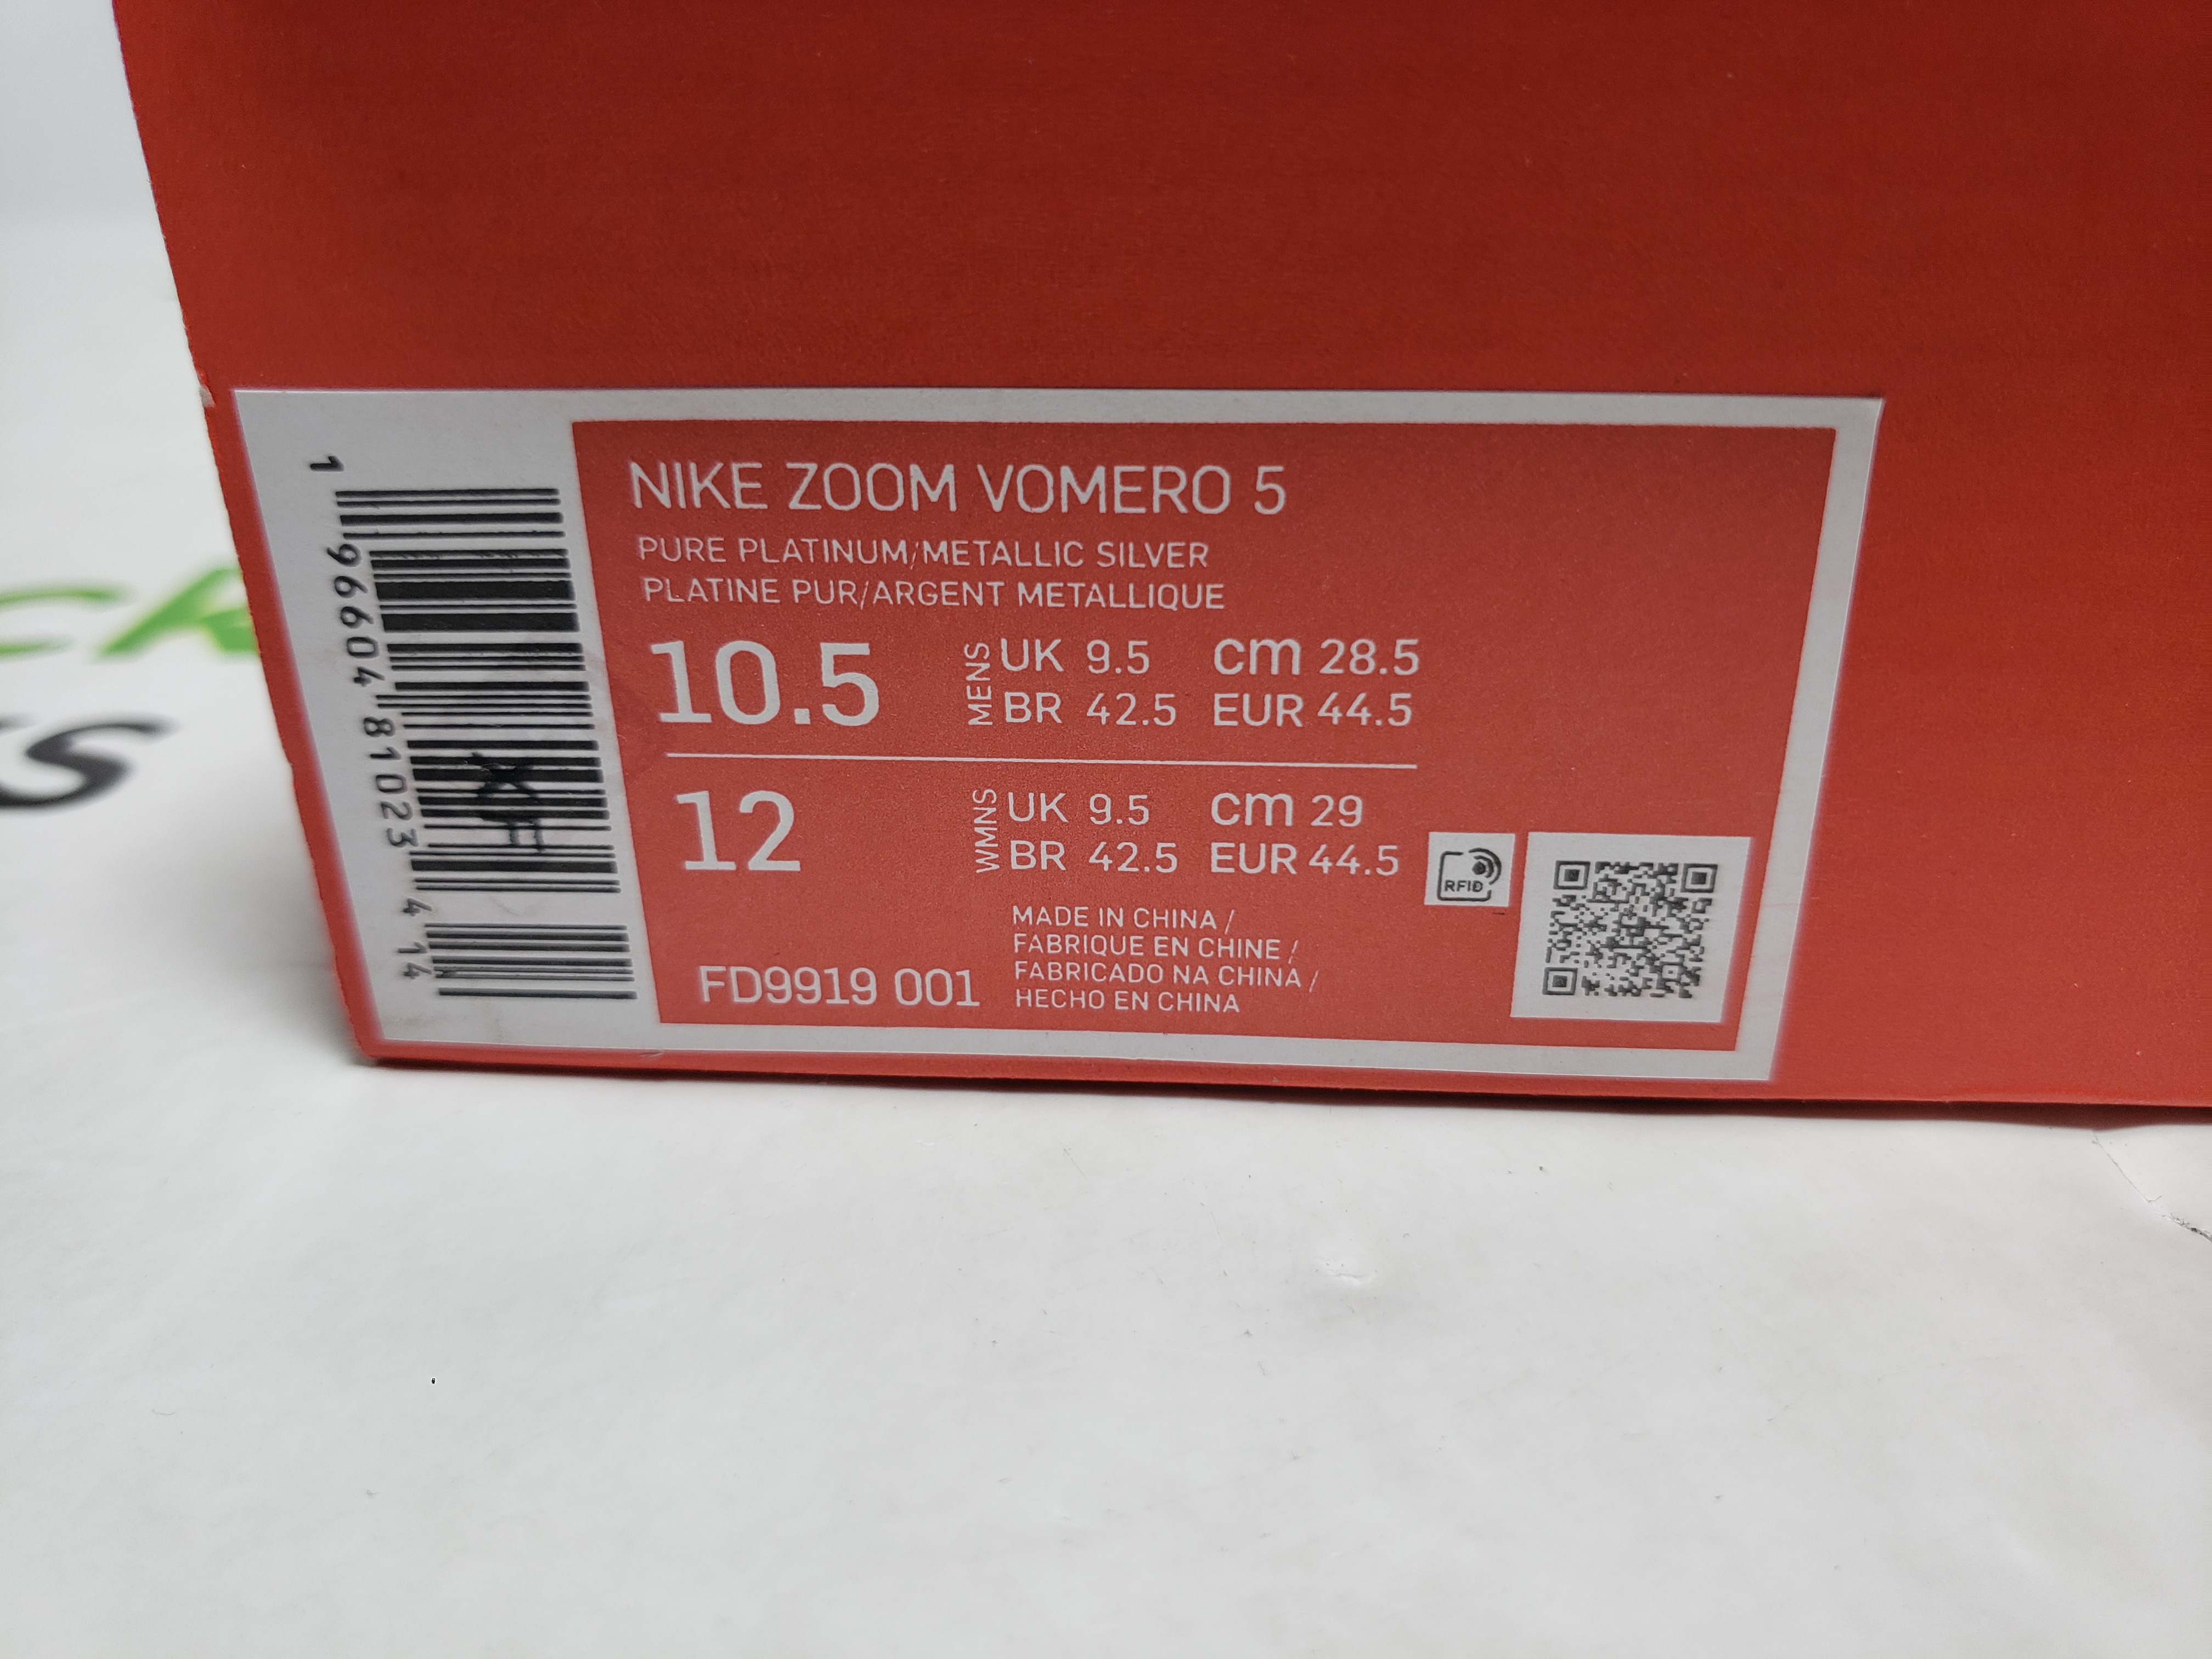 NIKE ZOOM VOMERO 5
PURE PLATINUM/METALLIC SILVER
PLATINE PUR/ARGENT METALLIQUE
10.5 MENS UK 9.5 cm 28.5
BR 42.5 EUR 44.5
12 WMNS UK 9.5 cm 29
BR 42.5 EUR 44.5
RFID
MADE IN CHINA /
FABRIQUE EN CHINE /
FABRICADO NA CHINA /
HECHO EN CHINA
FD9919 001
1 96604 81023 4 14